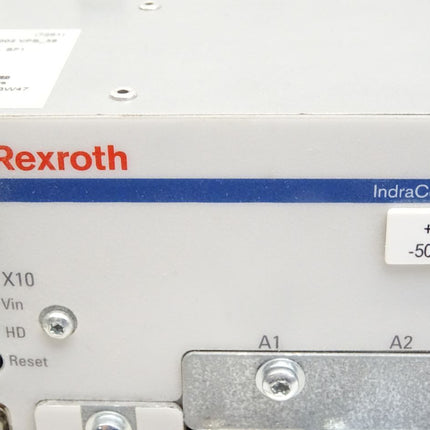 Rexroth
IndraC
X10
Vin
HD
Reset
A1
A2
-50